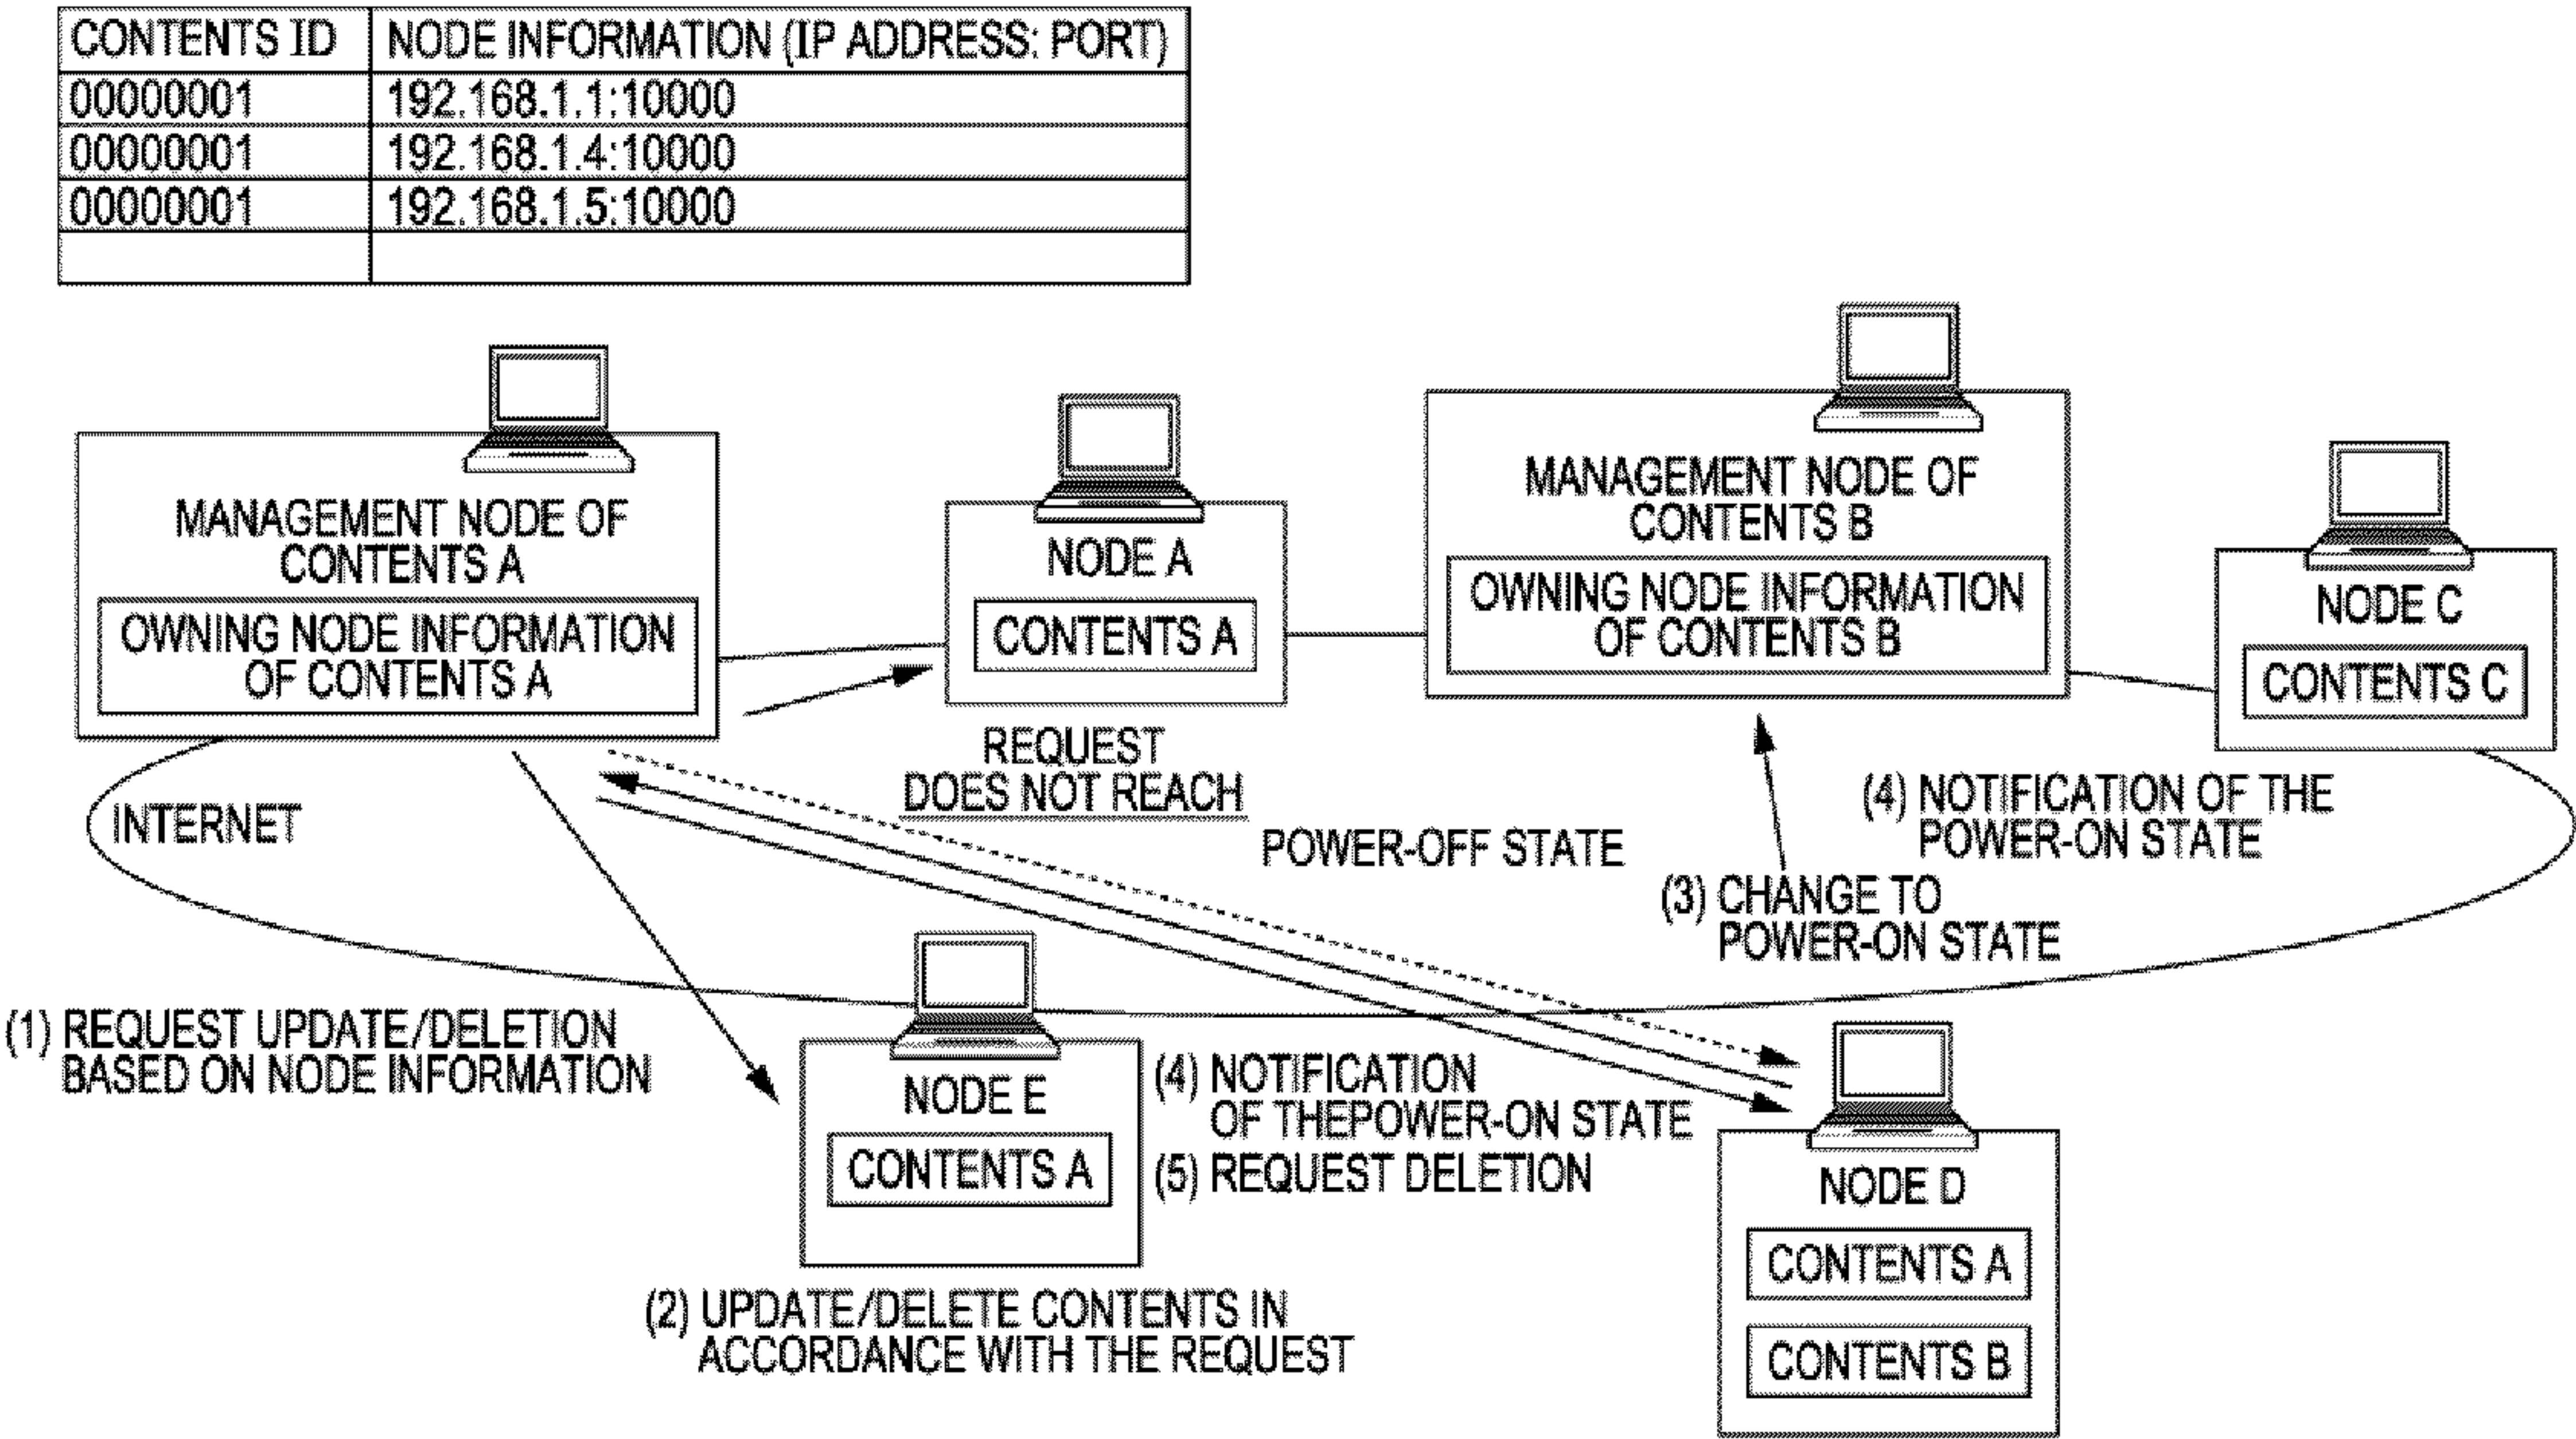 CONTENTS ID NODE INFORMATION (IP ADDRESS: PORT)
00000001 192.168.1.1:10000
00000001 192.168.1.4:10000
00000001 192.168.1.5:10000
MANAGEMENT NODE OF
CONTENTS A
OWNING NODE INFORMATION
OF CONTENTS A
NODE A
CONTENTS A
MANAGEMENT NODE OF
CONTENTS B
OWNING NODE INFORMATION
OF CONTENTS B
NODE C
CONTENTS C
REQUEST
DOES NOT REACH
INTERNET
POWER-OFF STATE
(4) NOTIFICATION OF THE
POWER-ON STATE
(3) CHANGE TO
POWER-ON STATE
(1) REQUEST UPDATE/DELETION
BASED ON NODE INFORMATION
NODE E
CONTENTS A
(4) NOTIFICATION
OF THEPOWER-ON STATE
(5) REQUEST DELETION
NODE D
CONTENTS A
CONTENTS B
(2) UPDATE/DELETE CONTENTS IN
ACCORDANCE WITH THE REQUEST